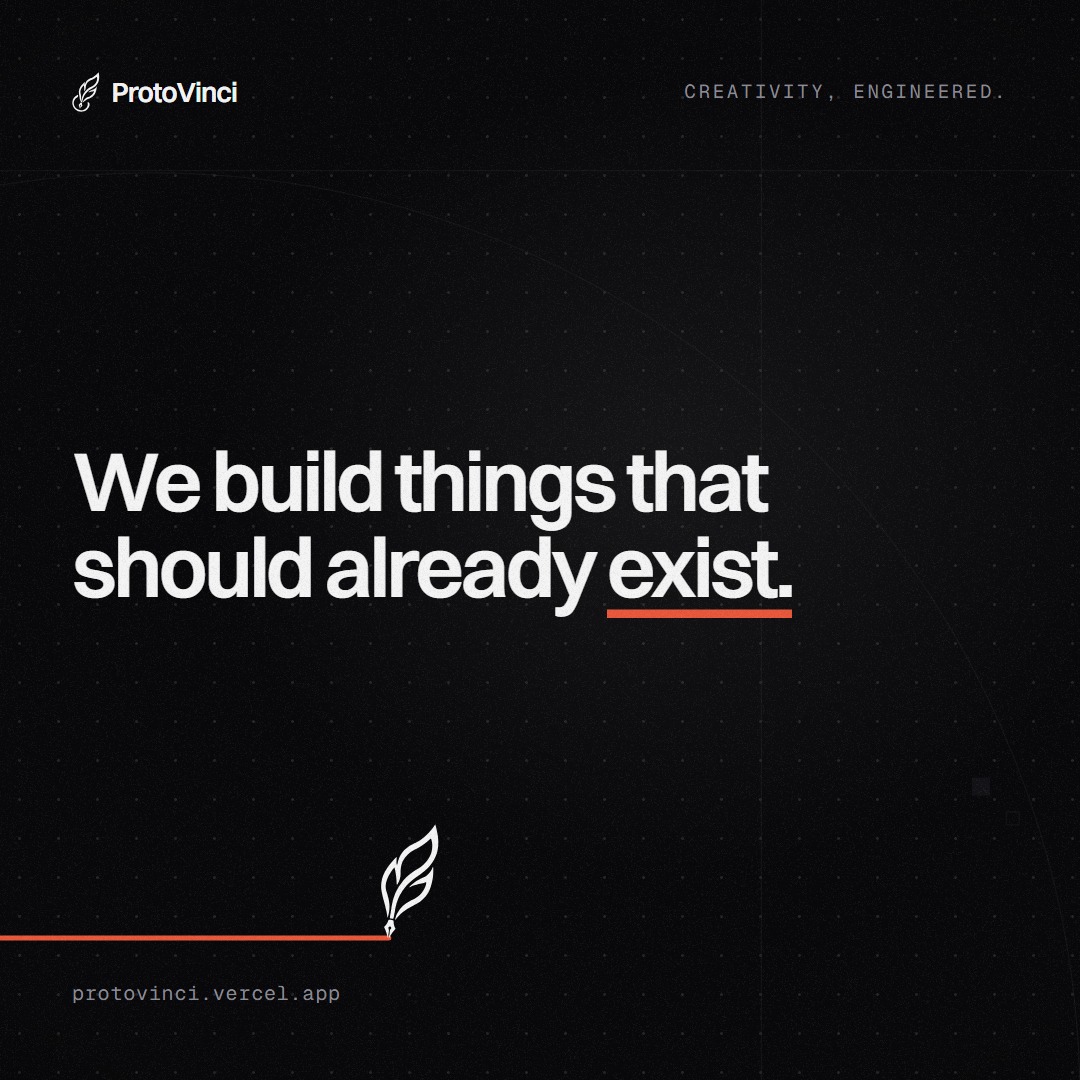 ProtoVinci
CREATIVITY, ENGINEERED.
We build things that
should already exist.
protovinci.vercel.app